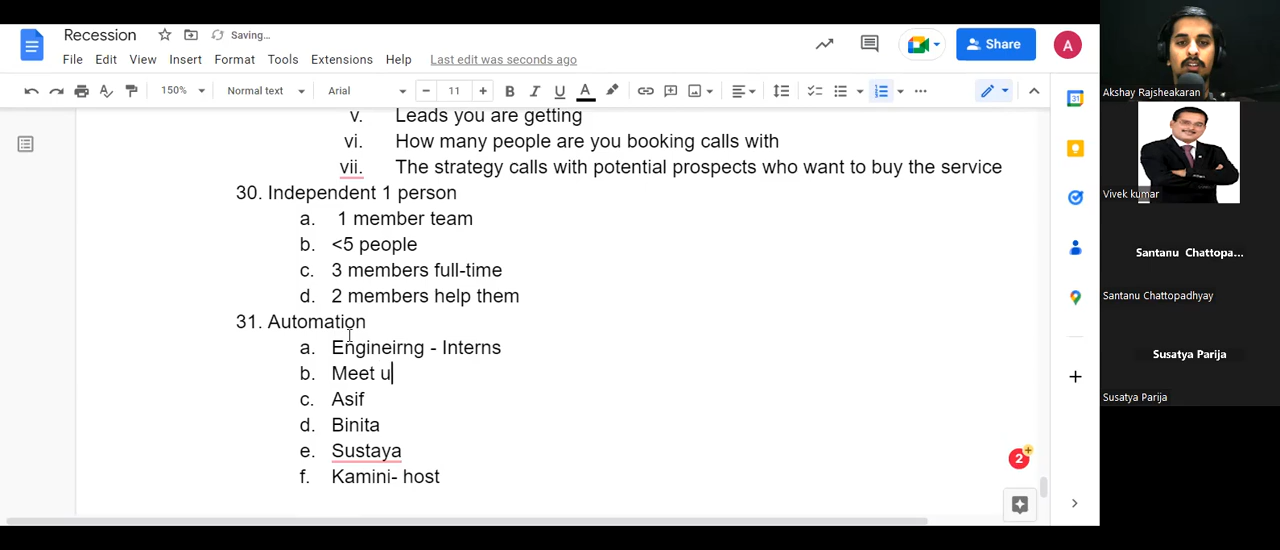 Recession
Saving...
File Edit View Insert Format Tools Extensions Help Last edit was seconds ago
Share
A
150% Normal text Arial 11 B I U A
v. Leads you are getting
vi. How many people are you booking calls with
vii. The strategy calls with potential prospects who want to buy the service
30. Independent 1 person
a. 1 member team
b. <5 people
c. 3 members full-time
d. 2 members help them
31. Automation
a. Engineirng - Interns
b. Meet u
c. Asif
d. Binita
e. Sustaya
f. Kamini- host
2
31
Akshay Rajsheakaran
Vivek kumar
Santanu Chattopa...
Santanu Chattopadhyay
Susatya Parija
Susatya Parija